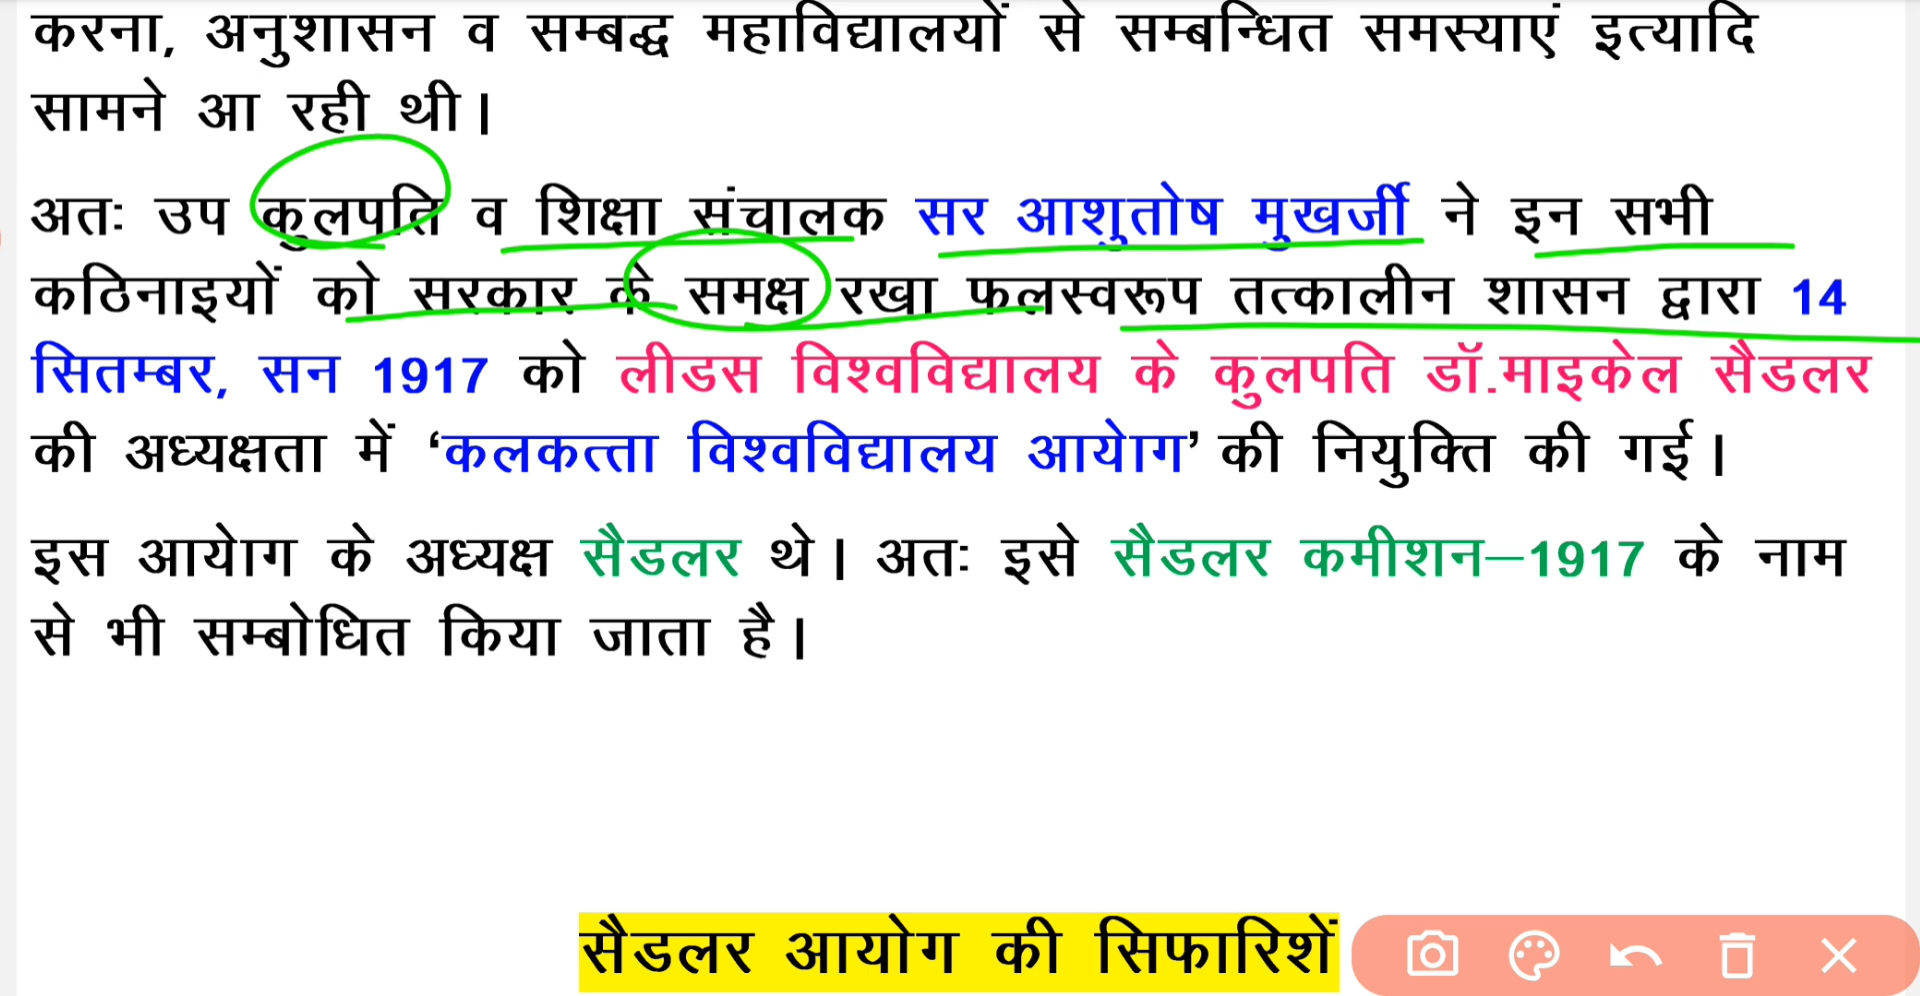 करना, अनुशासन व सम्बद्ध महाविद्यालयों से सम्बन्धित समस्याएं इत्यादि
सामने आ रही थी।
अतः उप कुलपति व शिक्षा संचालक सर आशुतोष मुखर्जी ने इन सभी
कठिनाइयों को सरकार के समक्ष रखा फलस्वरूप तत्कालीन शासन द्वारा 14
सितम्बर, सन 1917 को लीडस विश्वविद्यालय के कुलपति डॉ.माइकेल सैडलर
की अध्यक्षता में ‘कलकत्ता विश्वविद्यालय आयोग’ की नियुक्ति की गई।
इस आयोग के अध्यक्ष सैडलर थे। अतः इसे सैडलर कमीशन–1917 के नाम
से भी सम्बोधित किया जाता है।
सैडलर आयोग की सिफारिशें